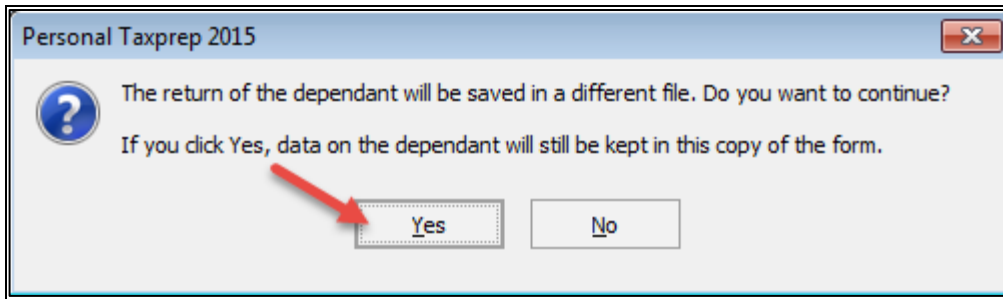 Personal Taxprep 2015
The return of the dependant will be saved in a different file. Do you want to continue?
If you click Yes, data on the dependant will still be kept in this copy of the form.
Yes
No